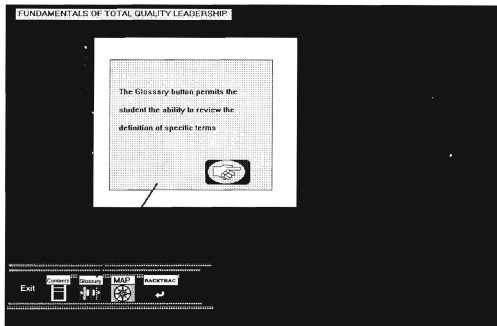 FUNDAMENTALS OF TOTAL QUALITY LEADERSHIP
The Glossary button permits the
student the ability to review the
definition of specific terms
Exit
Contents
Glossary
MAP
BACKTRAC